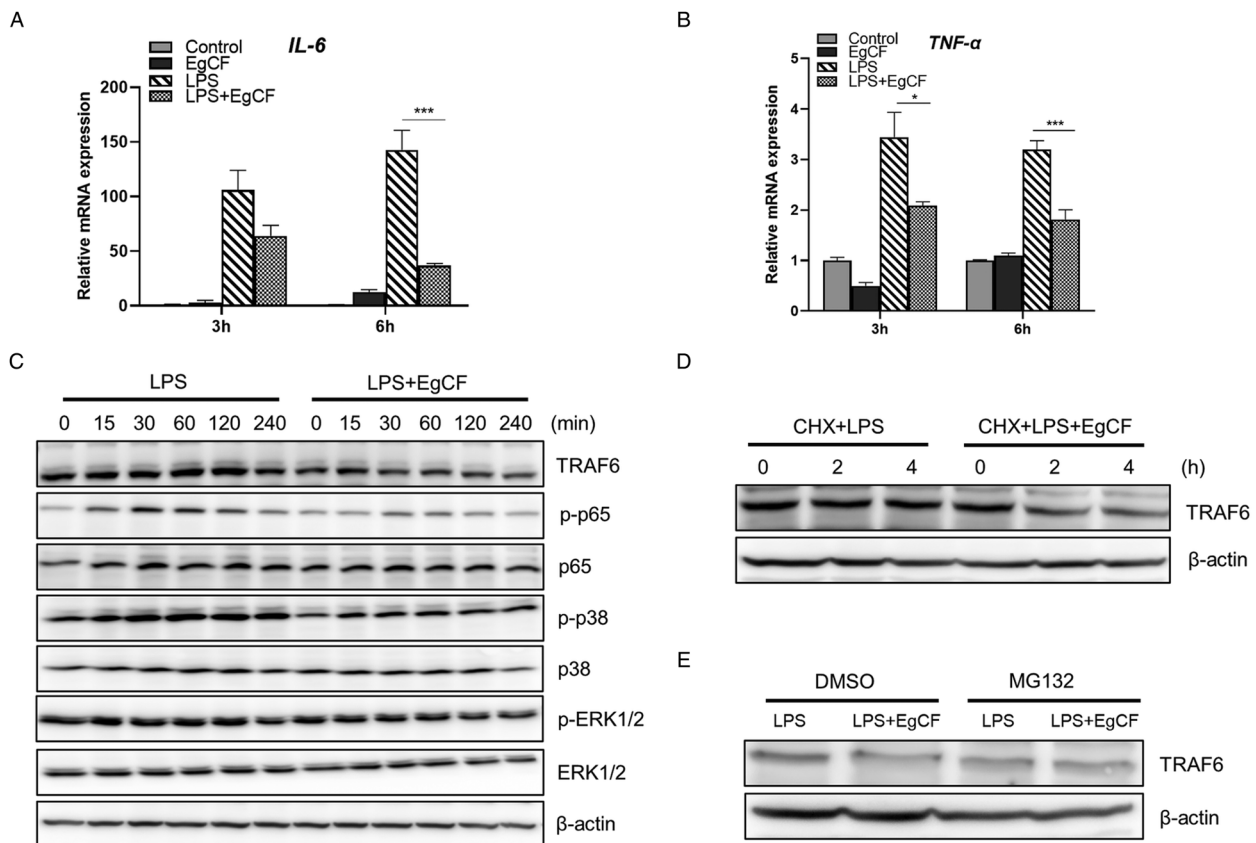 A
IL-6
Control
EgCF
LPS
LPS+EgCF
Relative mRNA expression
200
150
100
50
0
***
3h
6h
B
TNF-α
Control
EgCF
LPS
LPS+EgCF
Relative mRNA expression
5
4
3
2
1
0
*
***
3h
6h
C
LPS LPS+EgCF
0 15 30 60 120 240 0 15 30 60 120 240 (min)
TRAF6
p-p65
p65
p-p38
p38
p-ERK1/2
ERK1/2
β-actin
D
CHX+LPS CHX+LPS+EgCF
0 2 4 0 2 4 (h)
TRAF6
β-actin
E
DMSO MG132
LPS LPS+EgCF LPS LPS+EgCF
TRAF6
β-actin